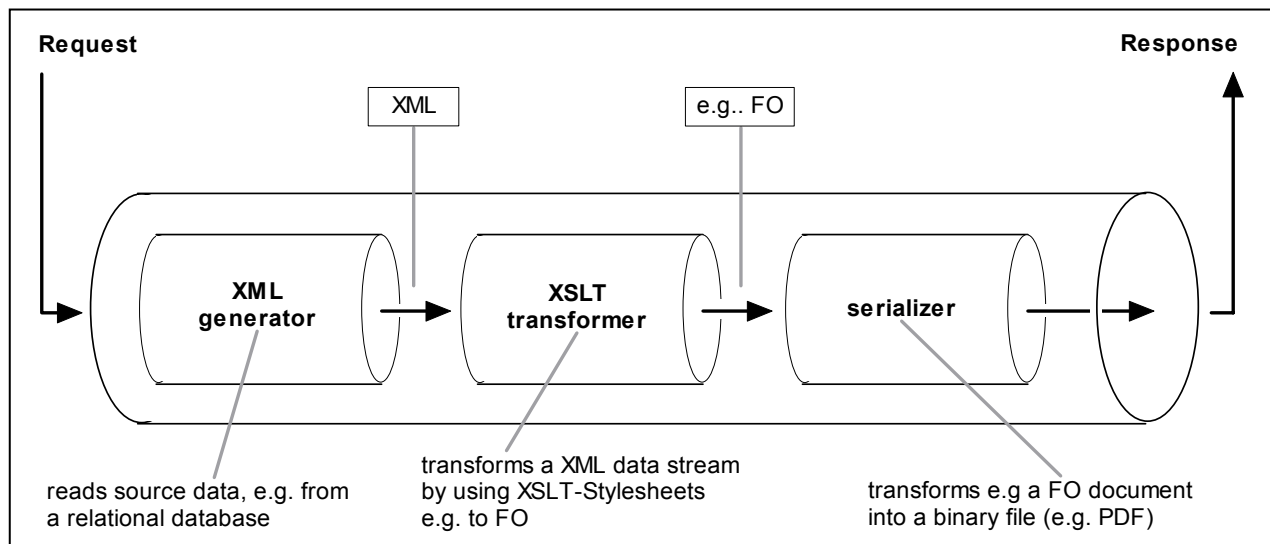 Request
Response
XML
e.g.. FO
XML
generator
XSLT
transformer
serializer
reads source data, e.g. from
a relational database
transforms a XML data stream
by using XSLT-Stylesheets
e.g. to FO
transforms e.g a FO document
into a binary file (e.g. PDF)